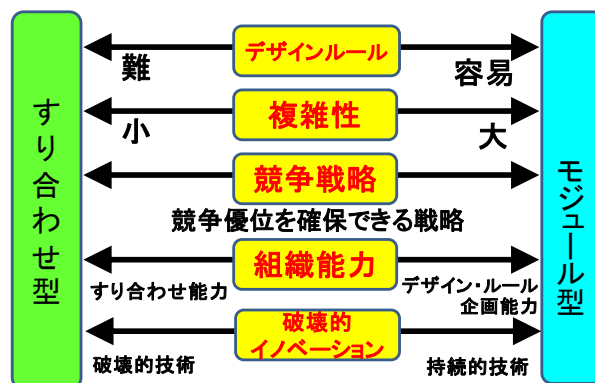 すり合わせ型
デザインルール
難
容易
複雑性
小
大
競争戦略
競争優位を確保できる戦略
組織能力
すり合わせ能力
デザイン・ルール
企画能力
破壊的
イノベーション
破壊的技術
持続的技術
モジュール型